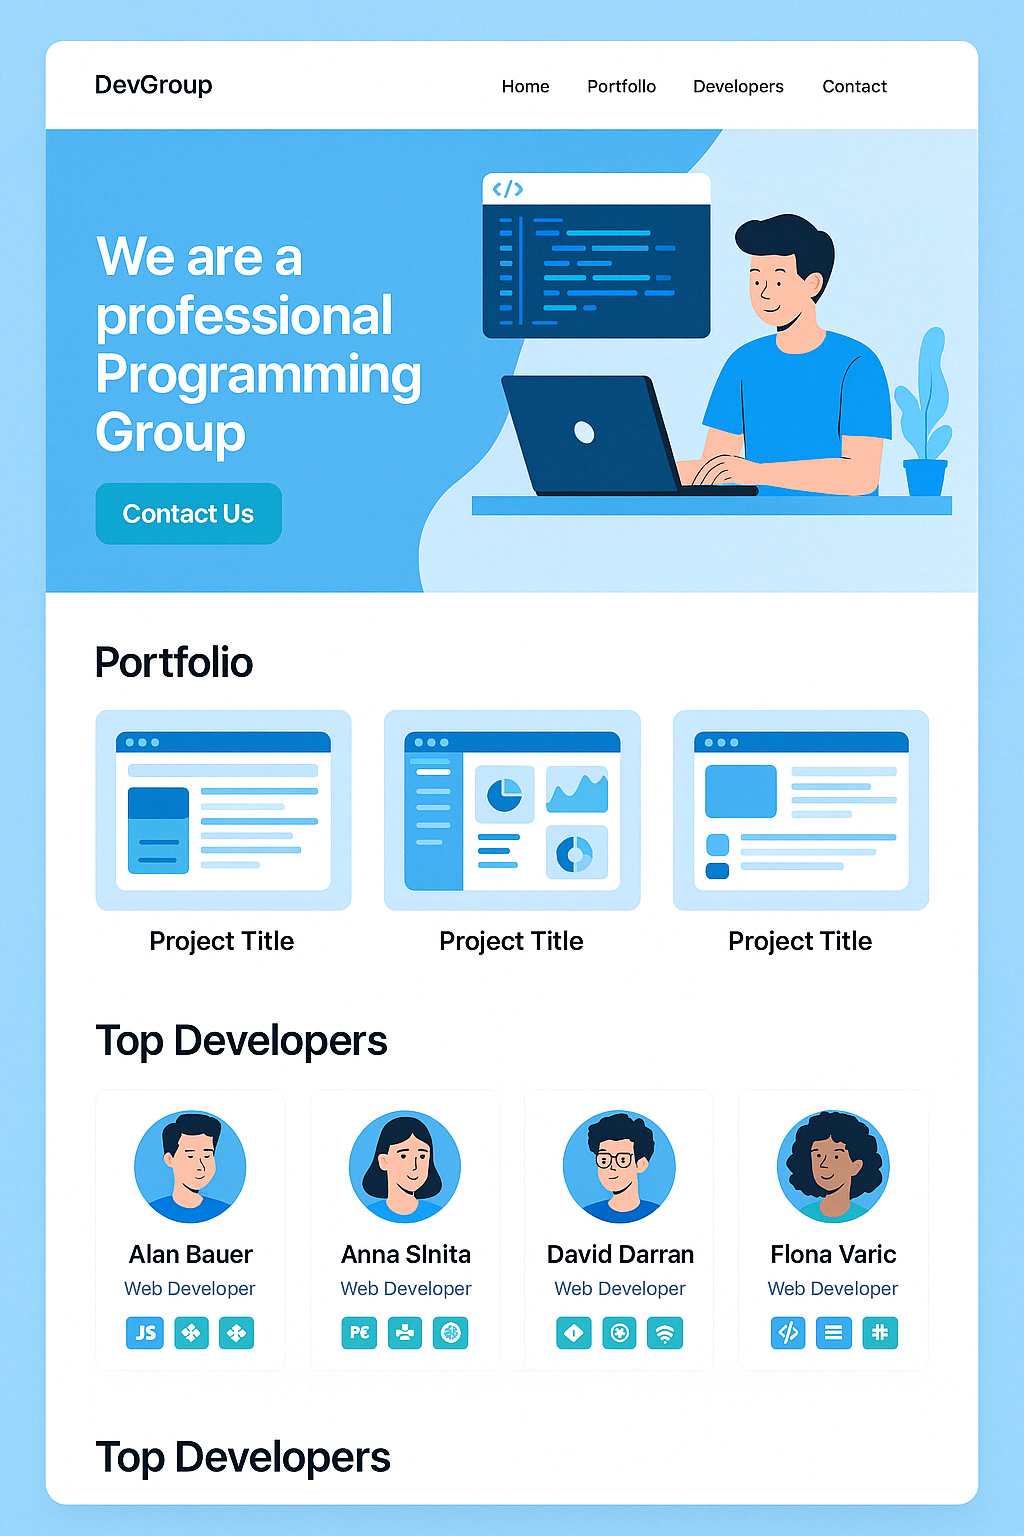 DevGroup
Home Portfollo Developers Contact
</>
We are a
professional
Programming
Group
Contact Us
Portfolio
Project Title Project Title Project Title
Top Developers
Alan Bauer Anna SInita David Darran Flona Varic
Web Developer Web Developer Web Developer Web Developer
JS P€ </>
Top Developers